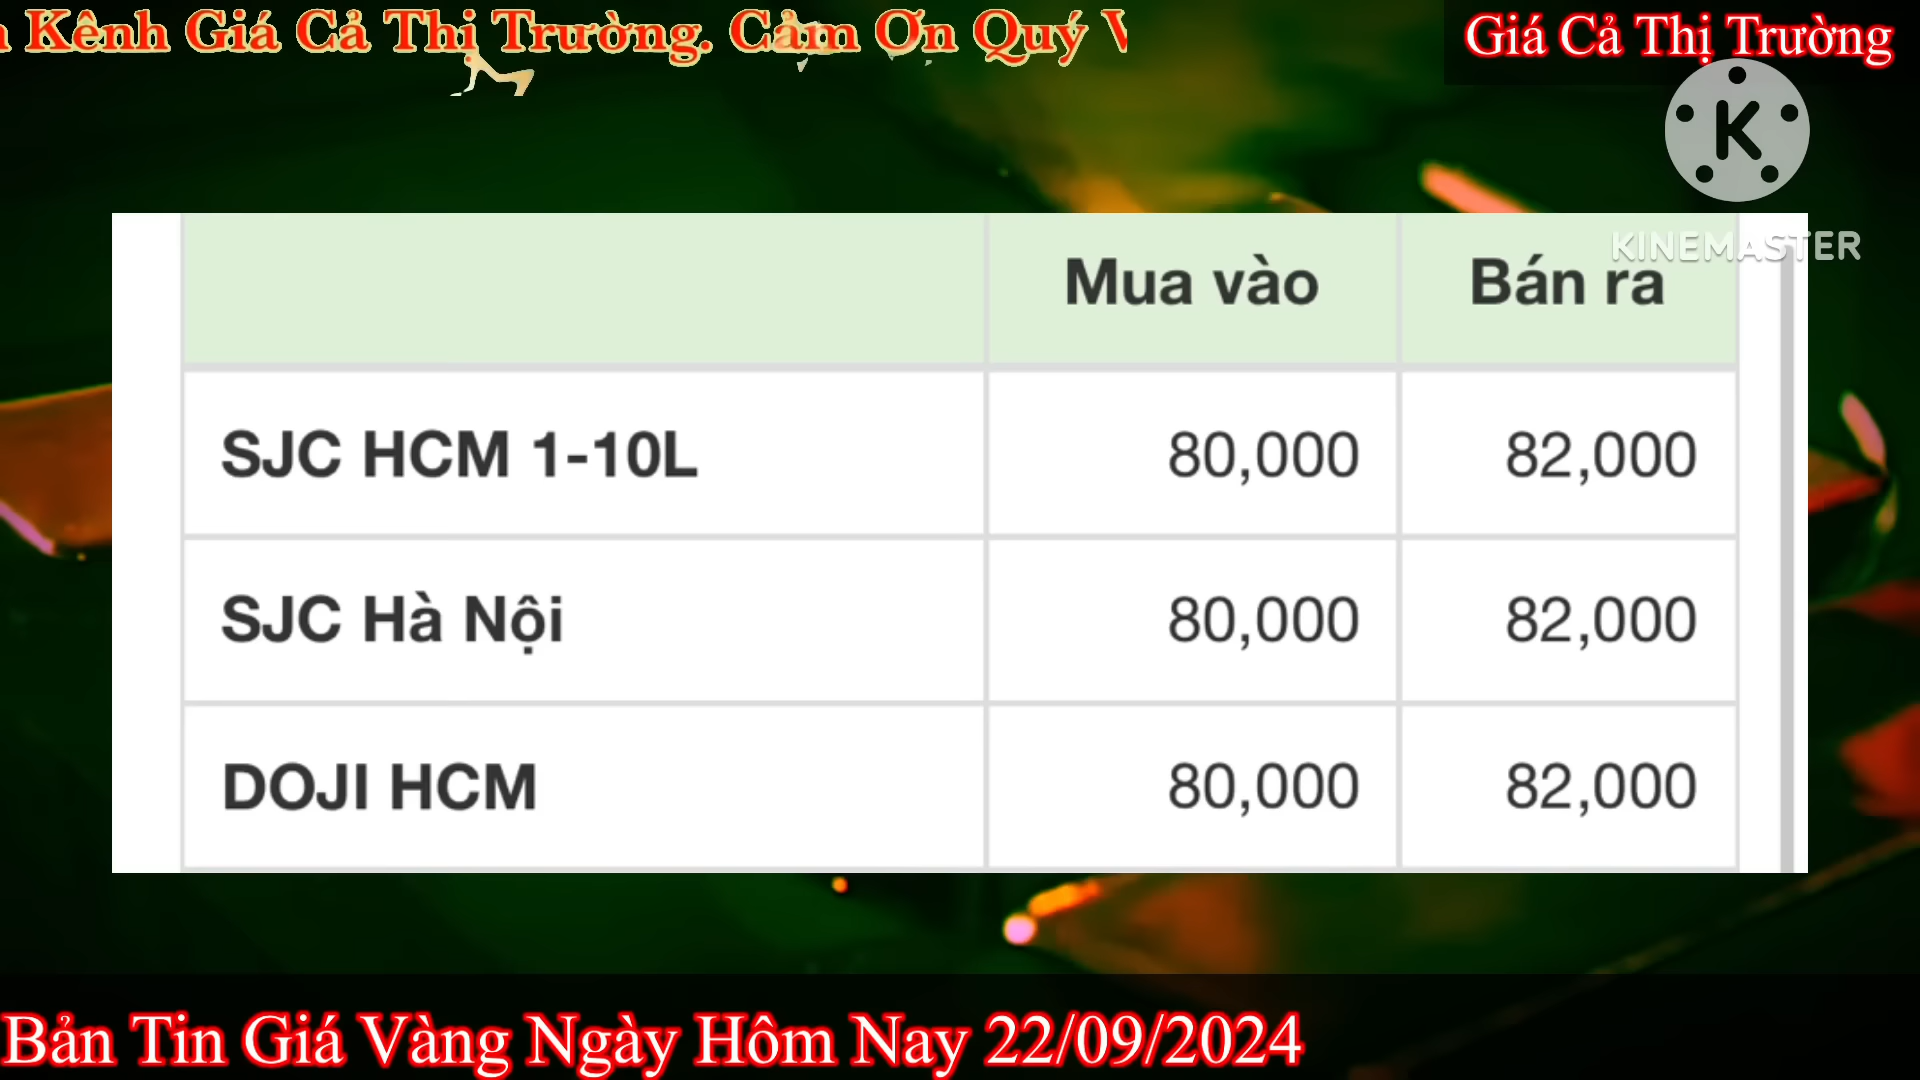 Kênh Giá Cả Thị Trường. Cảm Ơn Quý
Giá Cả Thị Trường
K
KINEMASTER
Mua vào Bán ra
SJC HCM 1-10L 80,000 82,000
SJC Hà Nội 80,000 82,000
DOJI HCM 80,000 82,000
Bản Tin Giá Vàng Ngày Hôm Nay 22/09/2024